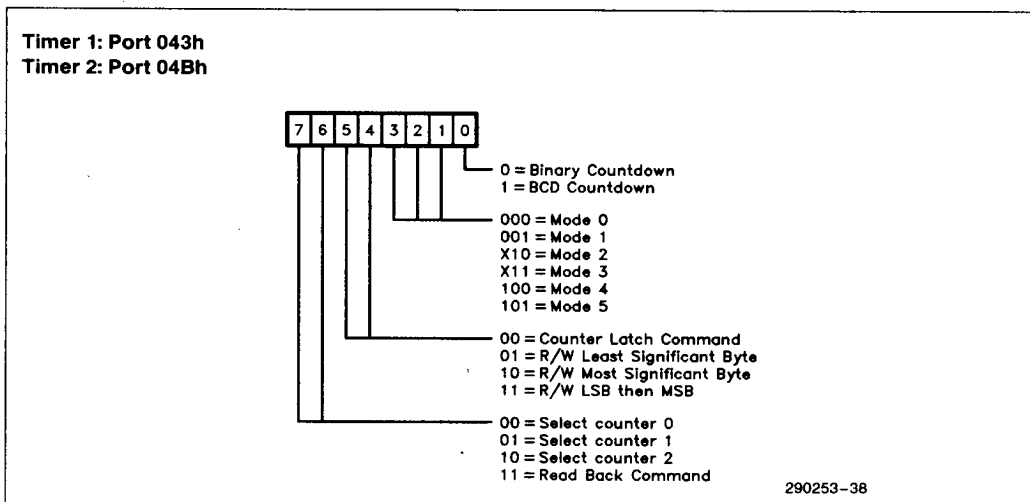 Timer 1: Port 043h
Timer 2: Port 04Bh
7 6 5 4 3 2 1 0
0 = Binary Countdown
1 = BCD Countdown
000 = Mode 0
001 = Mode 1
X10 = Mode 2
X11 = Mode 3
100 = Mode 4
101 = Mode 5
00 = Counter Latch Command
01 = R/W Least Significant Byte
10 = R/W Most Significant Byte
11 = R/W LSB then MSB
00 = Select counter 0
01 = Select counter 1
10 = Select counter 2
11 = Read Back Command
290253-38